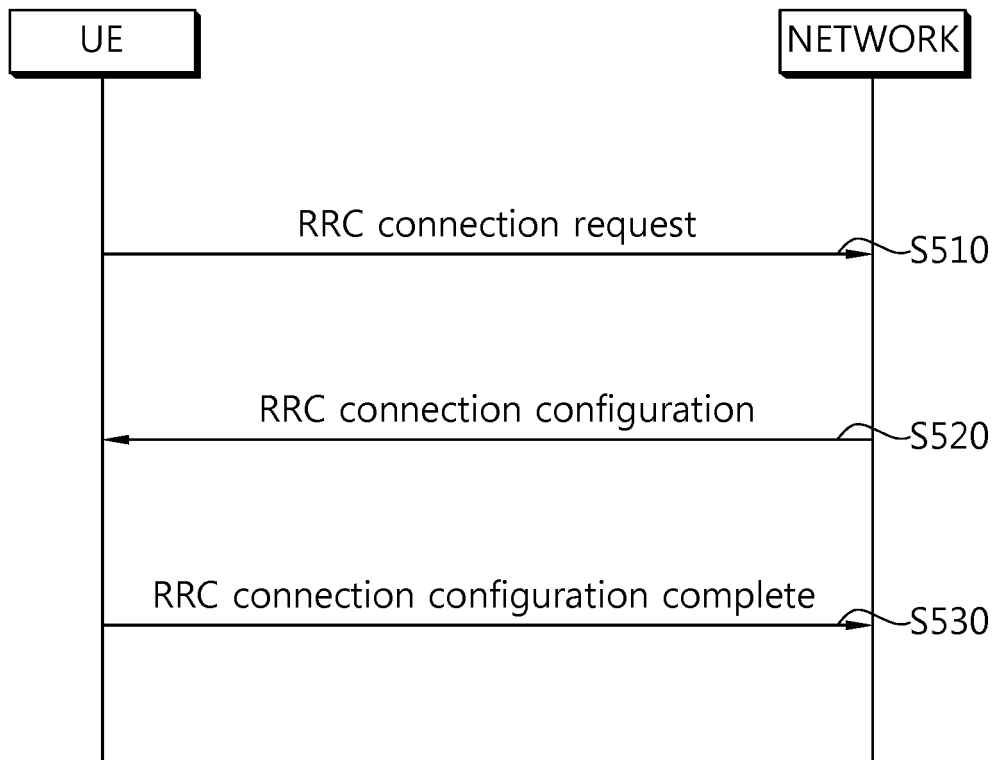 UE
NETWORK
RRC connection request
S510
RRC connection configuration
S520
RRC connection configuration complete
S530